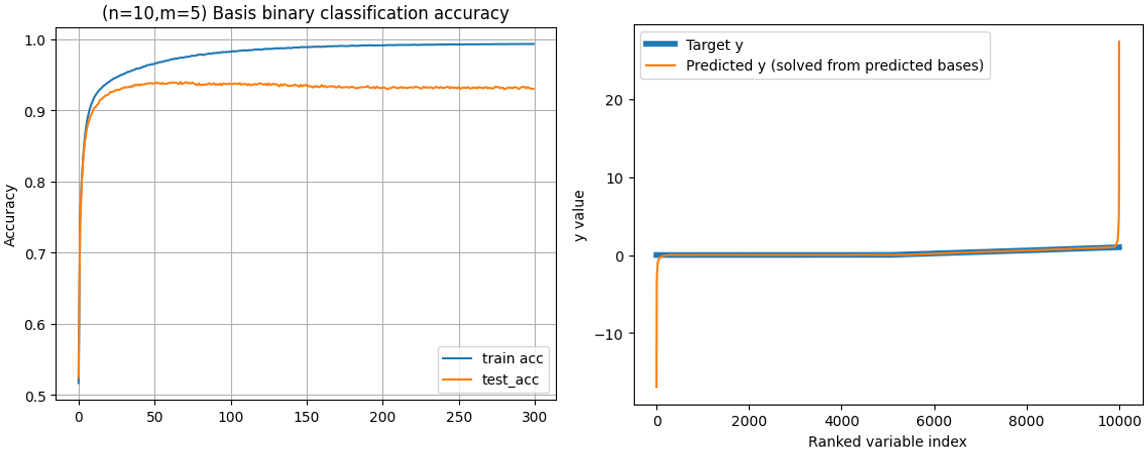 (n=10,m=5) Basis binary classification accuracy
1.0
0.9
0.8
0.7
0.6
0.5
Accuracy
train acc
test_acc
0 50 100 150 200 250 300
Target y
Predicted y (solved from predicted bases)
20
10
0
−10
y value
0 2000 4000 6000 8000 10000
Ranked variable index